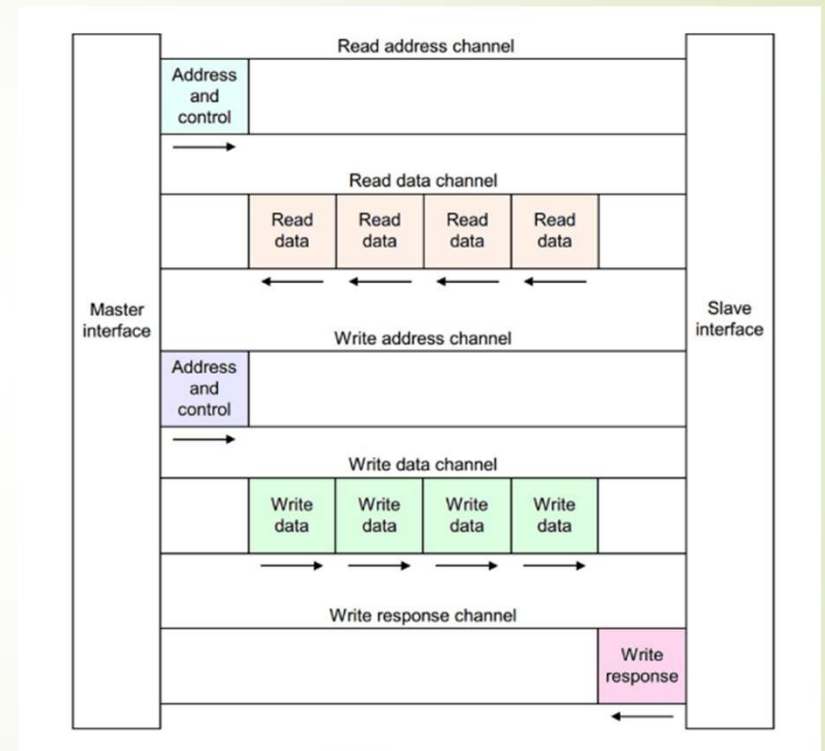 Read address channel
Address
and
control
Read data channel
Read
data
Read
data
Read
data
Read
data
Master
interface
Slave
interface
Write address channel
Address
and
control
Write data channel
Write
data
Write
data
Write
data
Write
data
Write response channel
Write
response